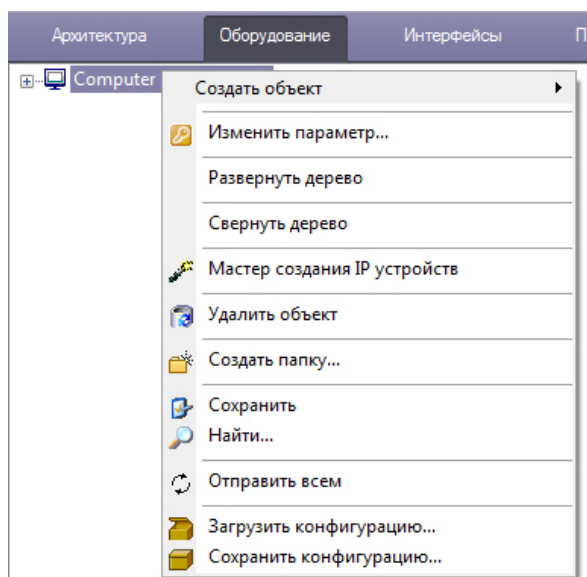 Архитектура Оборудование Интерфейсы П
Computer
Создать объект
Изменить параметр...
Развернуть дерево
Свернуть дерево
Мастер создания IP устройств
Удалить объект
Создать папку...
Сохранить
Найти...
Отправить всем
Загрузить конфигурацию...
Сохранить конфигурацию...